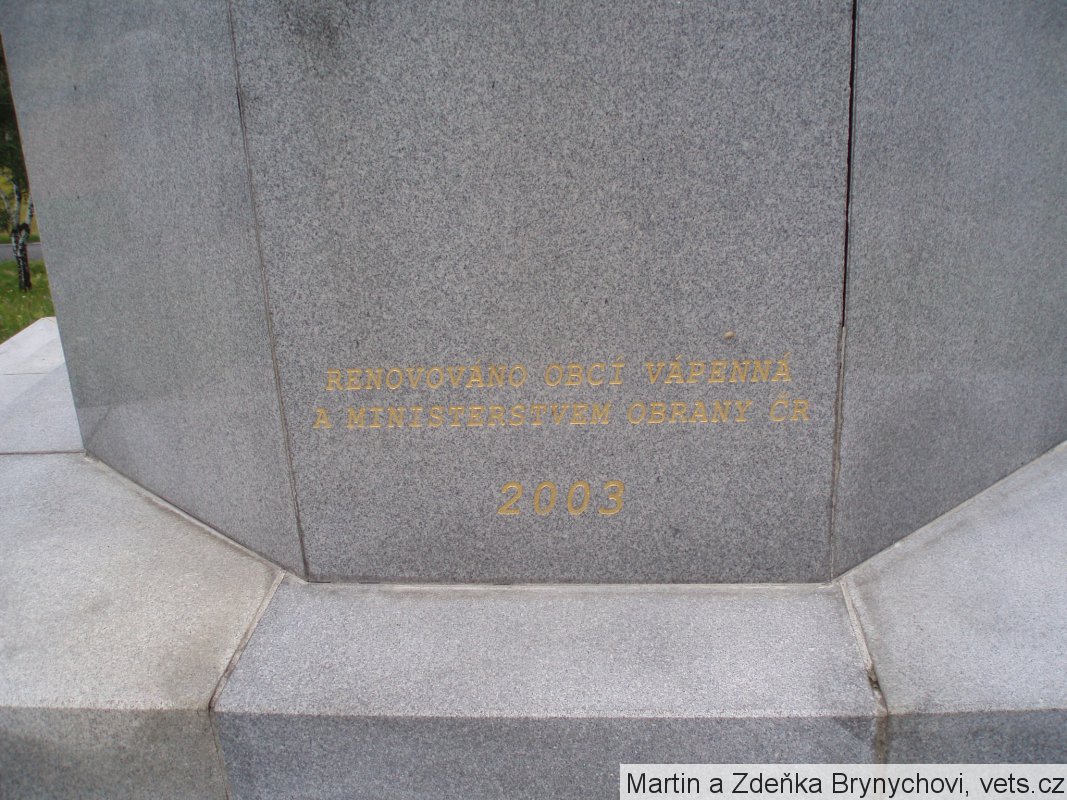 RENOVOVÁNO OBCÍ VÁPENNÁ
A MINISTERSTVEM OBRANY ČR
2003
Martin a Zdeňka Brynychovi, vets.cz